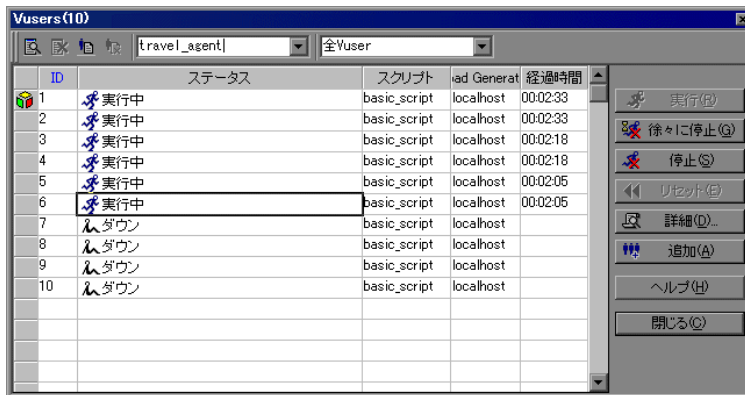 Vusers(10)
travel_agent 全Vuser
ID ステータス スクリプト oad Generat 経過時間
1 実行中 basic_script localhost 00:02:33
2 実行中 basic_script localhost 00:02:33
3 実行中 basic_script localhost 00:02:18
4 実行中 basic_script localhost 00:02:18
5 実行中 basic_script localhost 00:02:05
6 実行中 basic_script localhost 00:02:05
7 ダウン basic_script localhost
8 ダウン basic_script localhost
9 ダウン basic_script localhost
10 ダウン basic_script localhost
実行(R)
徐々に停止(G)
停止(S)
リセット(E)
詳細(D)...
追加(A)
ヘルプ(H)
閉じる(C)